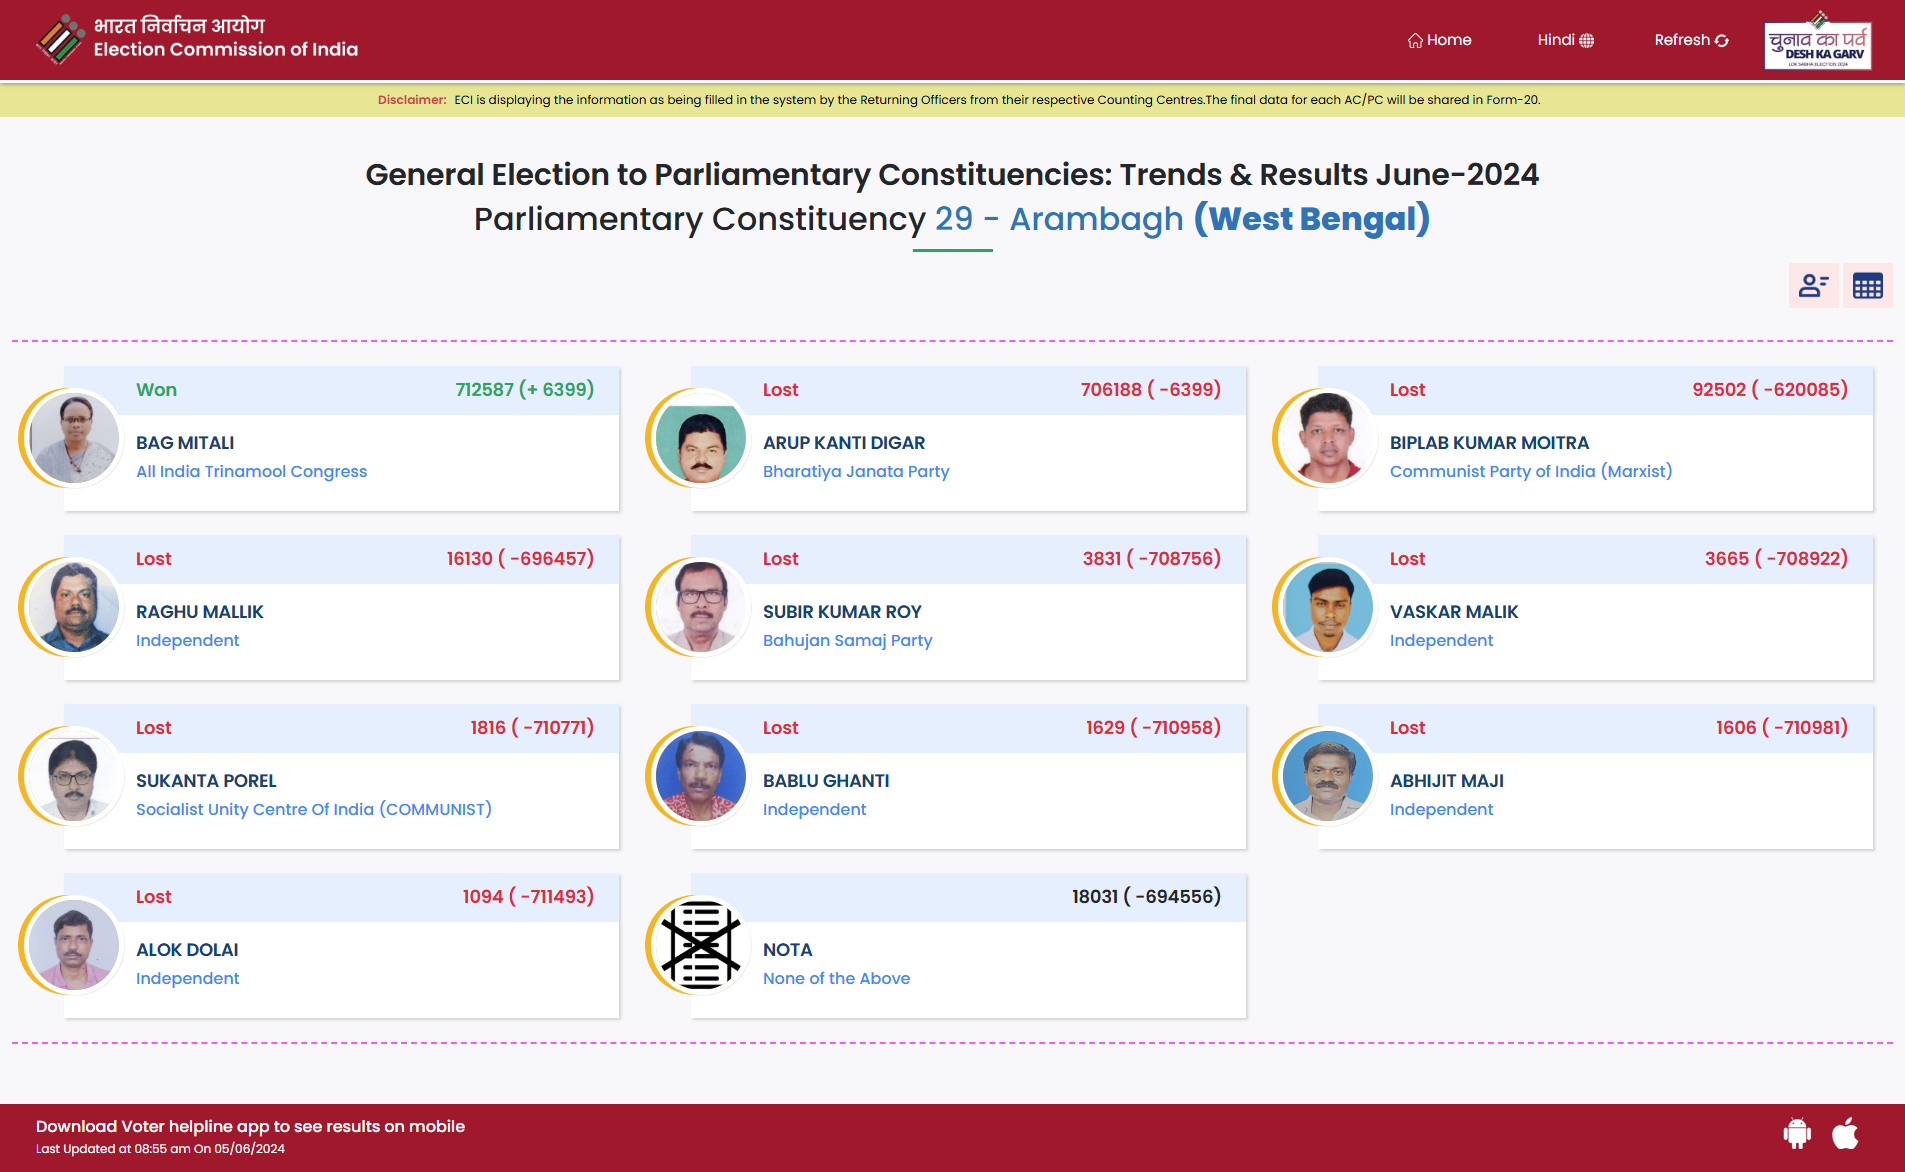 भारत निर्वाचन आयोग
Election Commission of India
Home
Hindi
Refresh
चुनाव का पर्व
DESH KA GARV
LOK SABHA ELECTION 2024
Disclaimer: ECI is displaying the information as being filled in the system by the Returning Officers from their respective Counting Centres.The final data for each AC/PC will be shared in Form-20.
General Election to Parliamentary Constituencies: Trends & Results June-2024
Parliamentary Constituency 29 - Arambagh (West Bengal)
Won 712587 (+ 6399)
BAG MITALI
All India Trinamool Congress
Lost 706188 ( -6399)
ARUP KANTI DIGAR
Bharatiya Janata Party
Lost 92502 ( -620085)
BIPLAB KUMAR MOITRA
Communist Party of India (Marxist)
Lost 16130 ( -696457)
RAGHU MALLIK
Independent
Lost 3831 ( -708756)
SUBIR KUMAR ROY
Bahujan Samaj Party
Lost 3665 ( -708922)
VASKAR MALIK
Independent
Lost 1816 ( -710771)
SUKANTA POREL
Socialist Unity Centre Of India (COMMUNIST)
Lost 1629 ( -710958)
BABLU GHANTI
Independent
Lost 1606 ( -710981)
ABHIJIT MAJI
Independent
Lost 1094 ( -711493)
ALOK DOLAI
Independent
18031 ( -694556)
NOTA
None of the Above
Download Voter helpline app to see results on mobile
Last Updated at 08:55 am On 05/06/2024